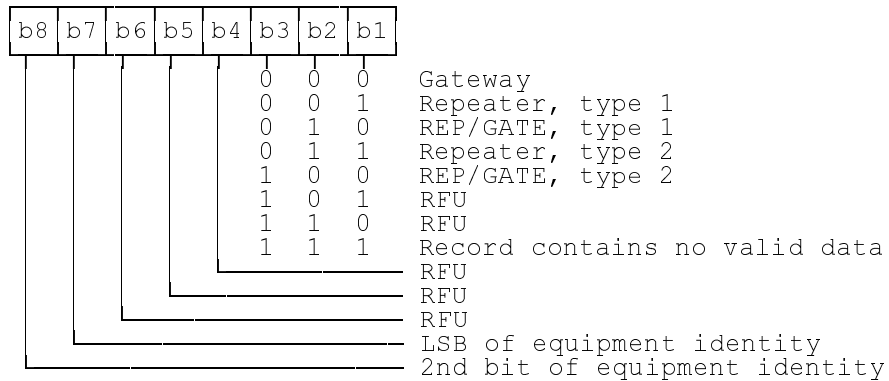 b8 b7 b6 b5 b4 b3 b2 b1
0 0 0 Gateway
0 0 1 Repeater, type 1
0 1 0 REP/GATE, type 1
0 1 1 Repeater, type 2
1 0 0 REP/GATE, type 2
1 0 1 RFU
1 1 0 RFU
1 1 1 Record contains no valid data
RFU
RFU
RFU
LSB of equipment identity
2nd bit of equipment identity